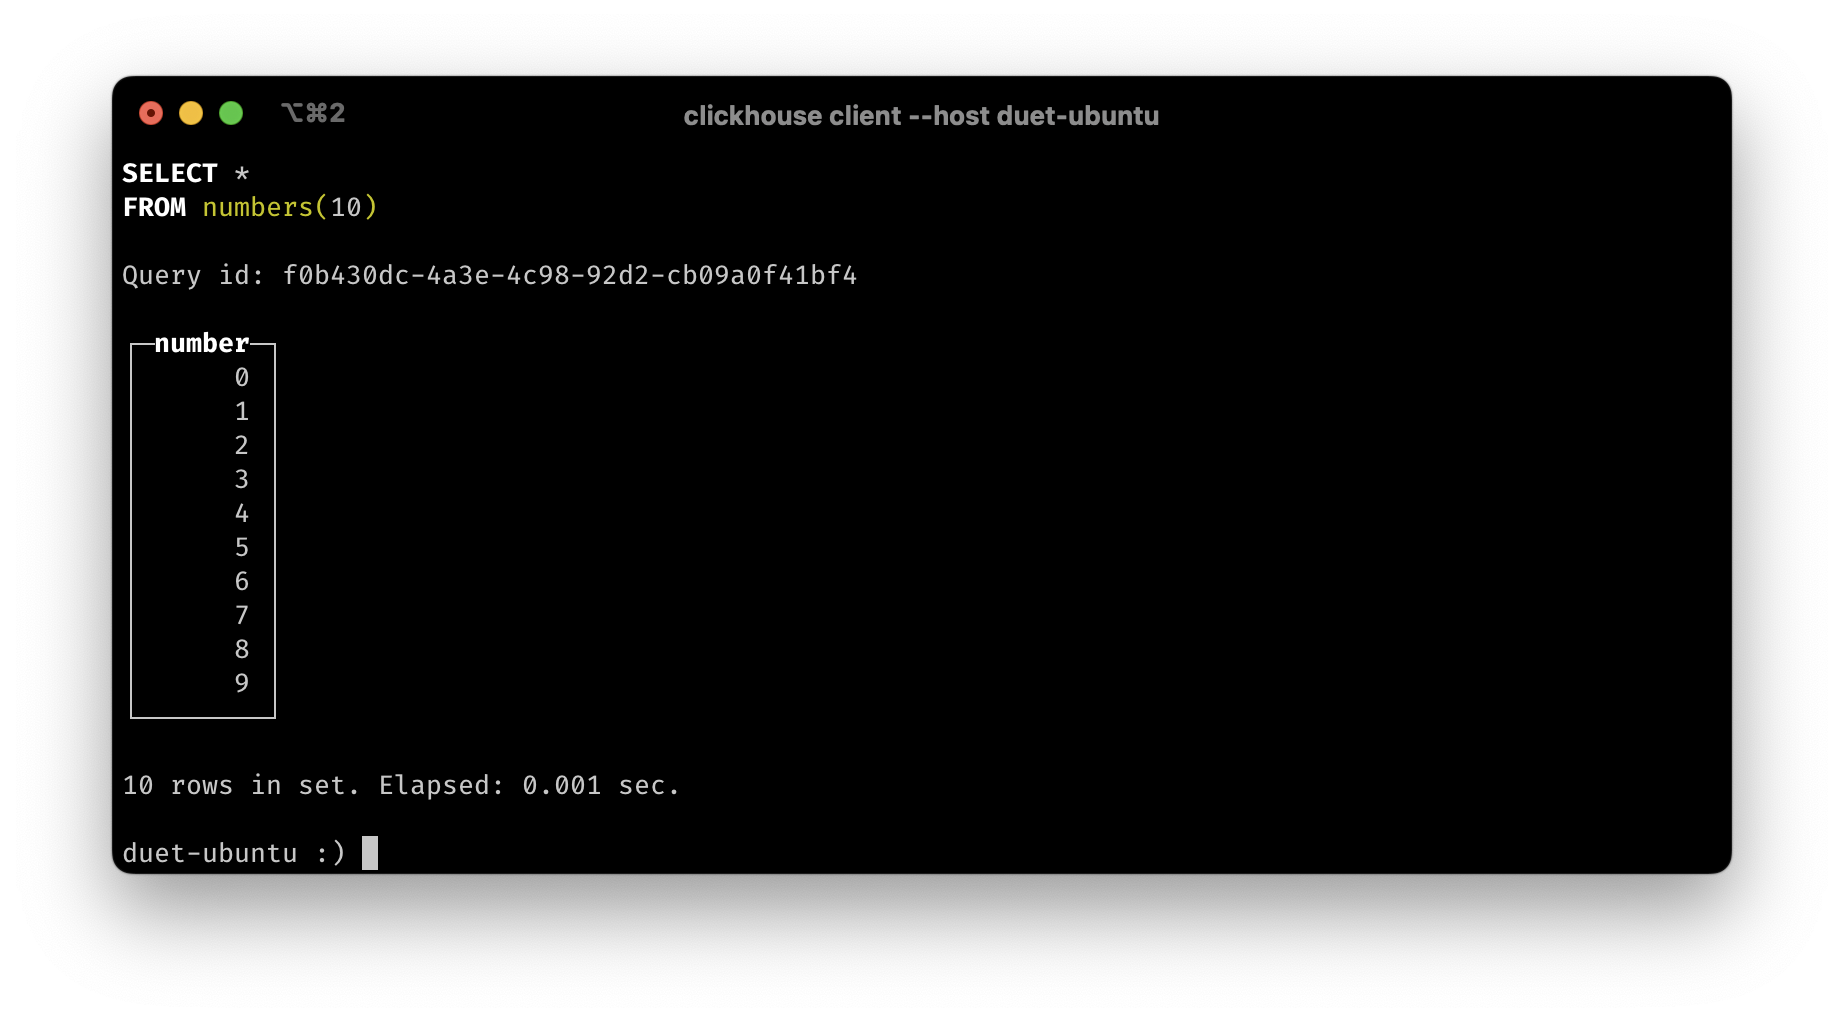 ⌥⌘2
clickhouse client --host duet-ubuntu
SELECT *
FROM numbers(10)
Query id: f0b430dc-4a3e-4c98-92d2-cb09a0f41bf4
number
0
1
2
3
4
5
6
7
8
9
10 rows in set. Elapsed: 0.001 sec.
duet-ubuntu :)